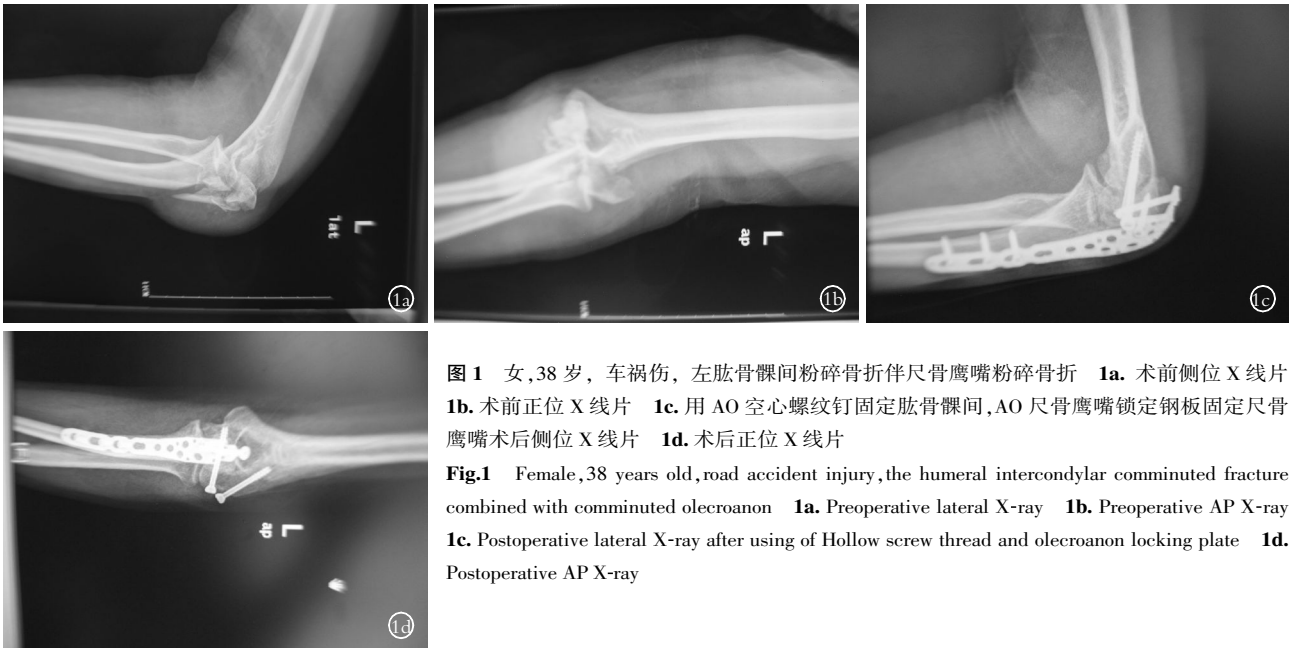 L
lat
1a
L
ap
1b
1c
L
ap
1d
图 1 女,38 岁, 车祸伤, 左肱骨髁间粉碎骨折伴尺骨鹰嘴粉碎骨折 1a. 术前侧位 X 线片
1b. 术前正位 X 线片 1c. 用 AO 空心螺纹钉固定肱骨髁间,AO 尺骨鹰嘴锁定钢板固定尺骨
鹰嘴术后侧位 X 线片 1d. 术后正位 X 线片
Fig.1 Female,38 years old,road accident injury,the humeral intercondylar comminuted fracture
combined with comminuted olecroanon 1a. Preoperative lateral X-ray 1b. Preoperative AP X-ray
1c. Postoperative lateral X-ray after using of Hollow screw thread and olecroanon locking plate 1d.
Postoperative AP X-ray